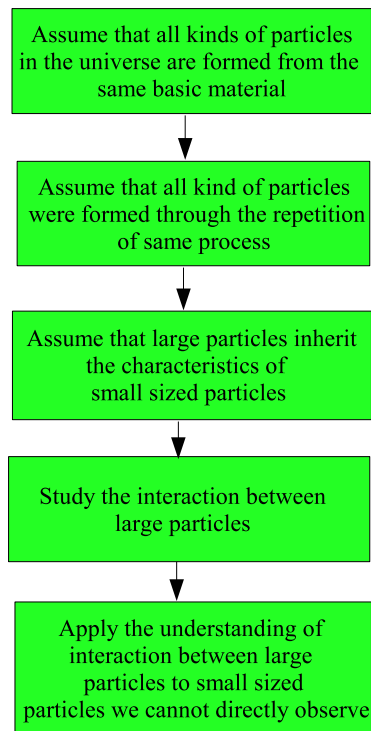 Assume that all kinds of particles
in the universe are formed from the
same basic material
Assume that all kind of particles
were formed through the repetition
of same process
Assume that large particles inherit
the characteristics of
small sized particles
Study the interaction between
large particles
Apply the understanding of
interaction between large
particles to small sized
particles we cannot directly observe